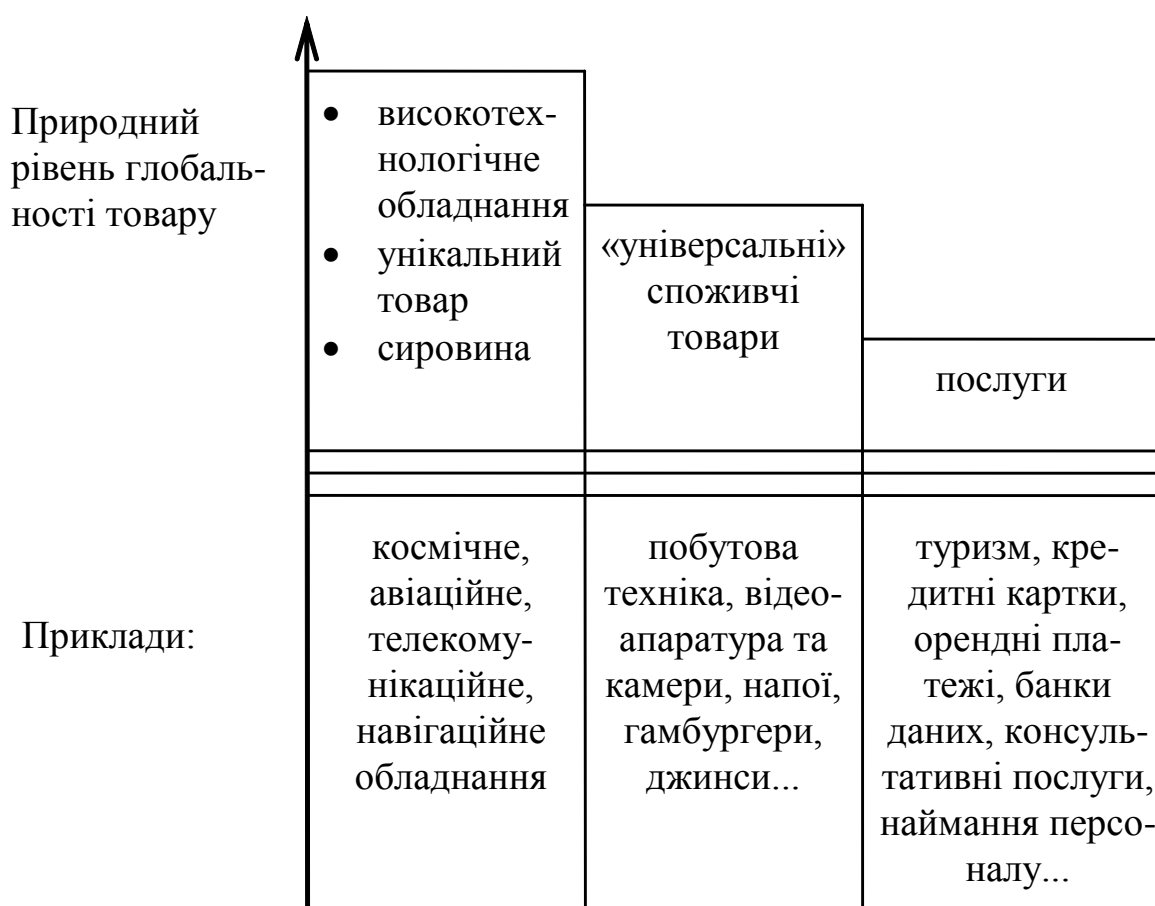 Природний
рівень глобаль-
ності товару
• високотех-
нологічне
обладнання
• унікальний
товар
• сировина
«універсальні»
споживчі
товари
послуги
Приклади:
космічне,
авіаційне,
телекому-
нікаційне,
навігаційне
обладнання
побутова
техніка, відео-
апаратура та
камери, напої,
гамбургери,
джинси...
туризм, кре-
дитні картки,
орендні пла-
тежі, банки
даних, консуль-
тативні послуги,
наймання персо-
налу...